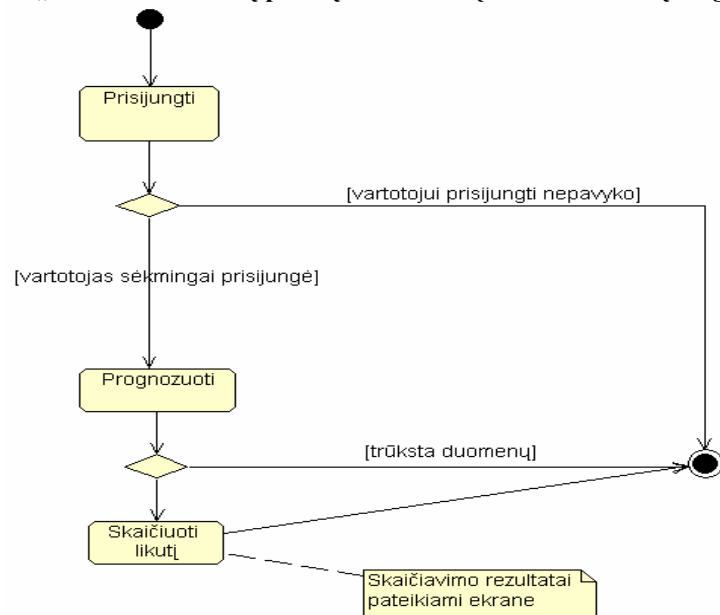 Prisijungti
[vartotojui prisijungti nepavyko]
[vartotojas sėkmingai prisijungė]
Prognozuoti
[trūksta duomenų]
Skaičiuoti
likutį
Skaičiavimo rezultatai
pateikiami ekrane